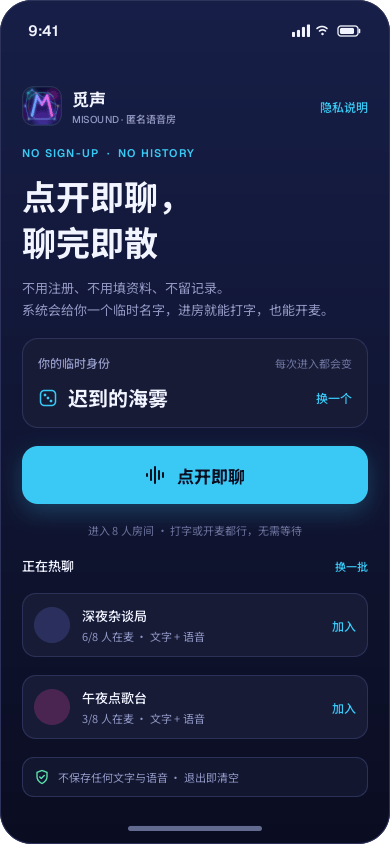 9:41
觅声
MISOUND · 匿名语音房
隐私说明
NO SIGN-UP · NO HISTORY
点开即聊，
聊完即散
不用注册、不用填资料、不留记录。
系统会给你一个临时名字，进房就能打字，也能开麦。
你的临时身份
每次进入都会变
迟到的海雾
换一个
点开即聊
进入 8 人房间 · 打字或开麦都行，无需等待
正在热聊
换一批
深夜杂谈局
6/8 人在麦 · 文字 + 语音
加入
午夜点歌台
3/8 人在麦 · 文字 + 语音
加入
不保存任何文字与语音 · 退出即清空